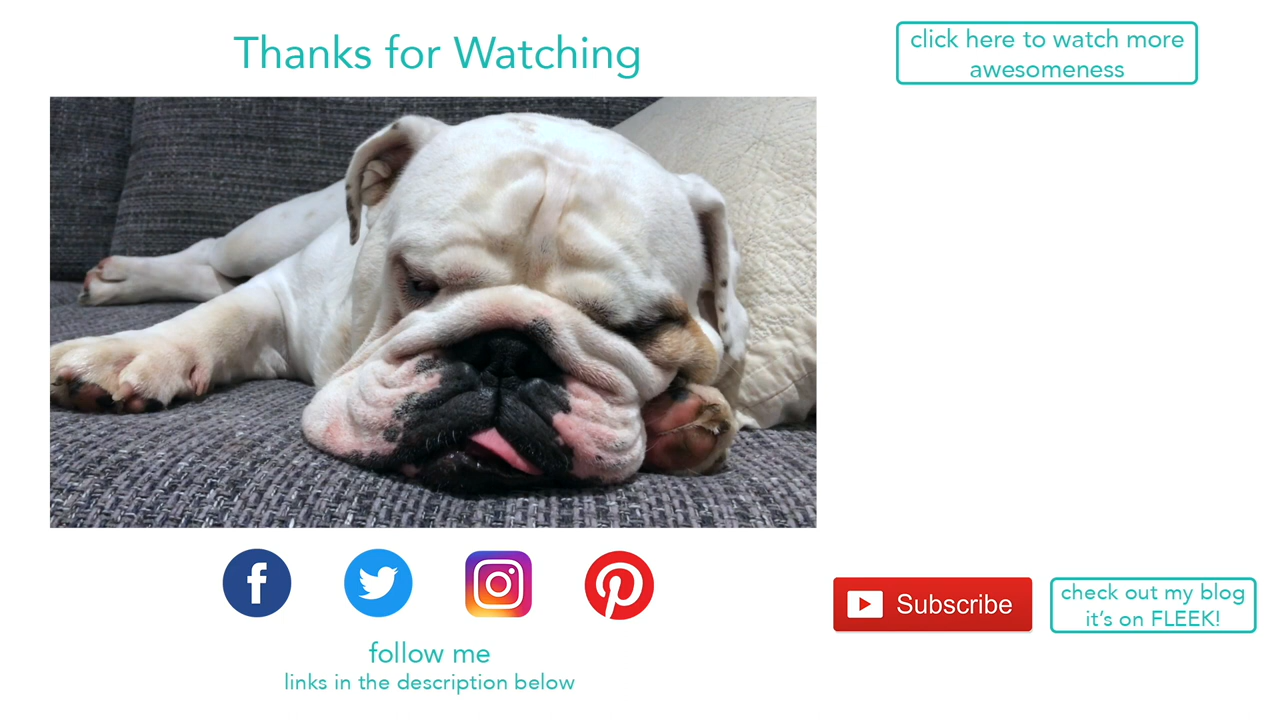 Thanks for Watching
click here to watch more
awesomeness
Subscribe
check out my blog
it's on FLEEK!
follow me
links in the description below